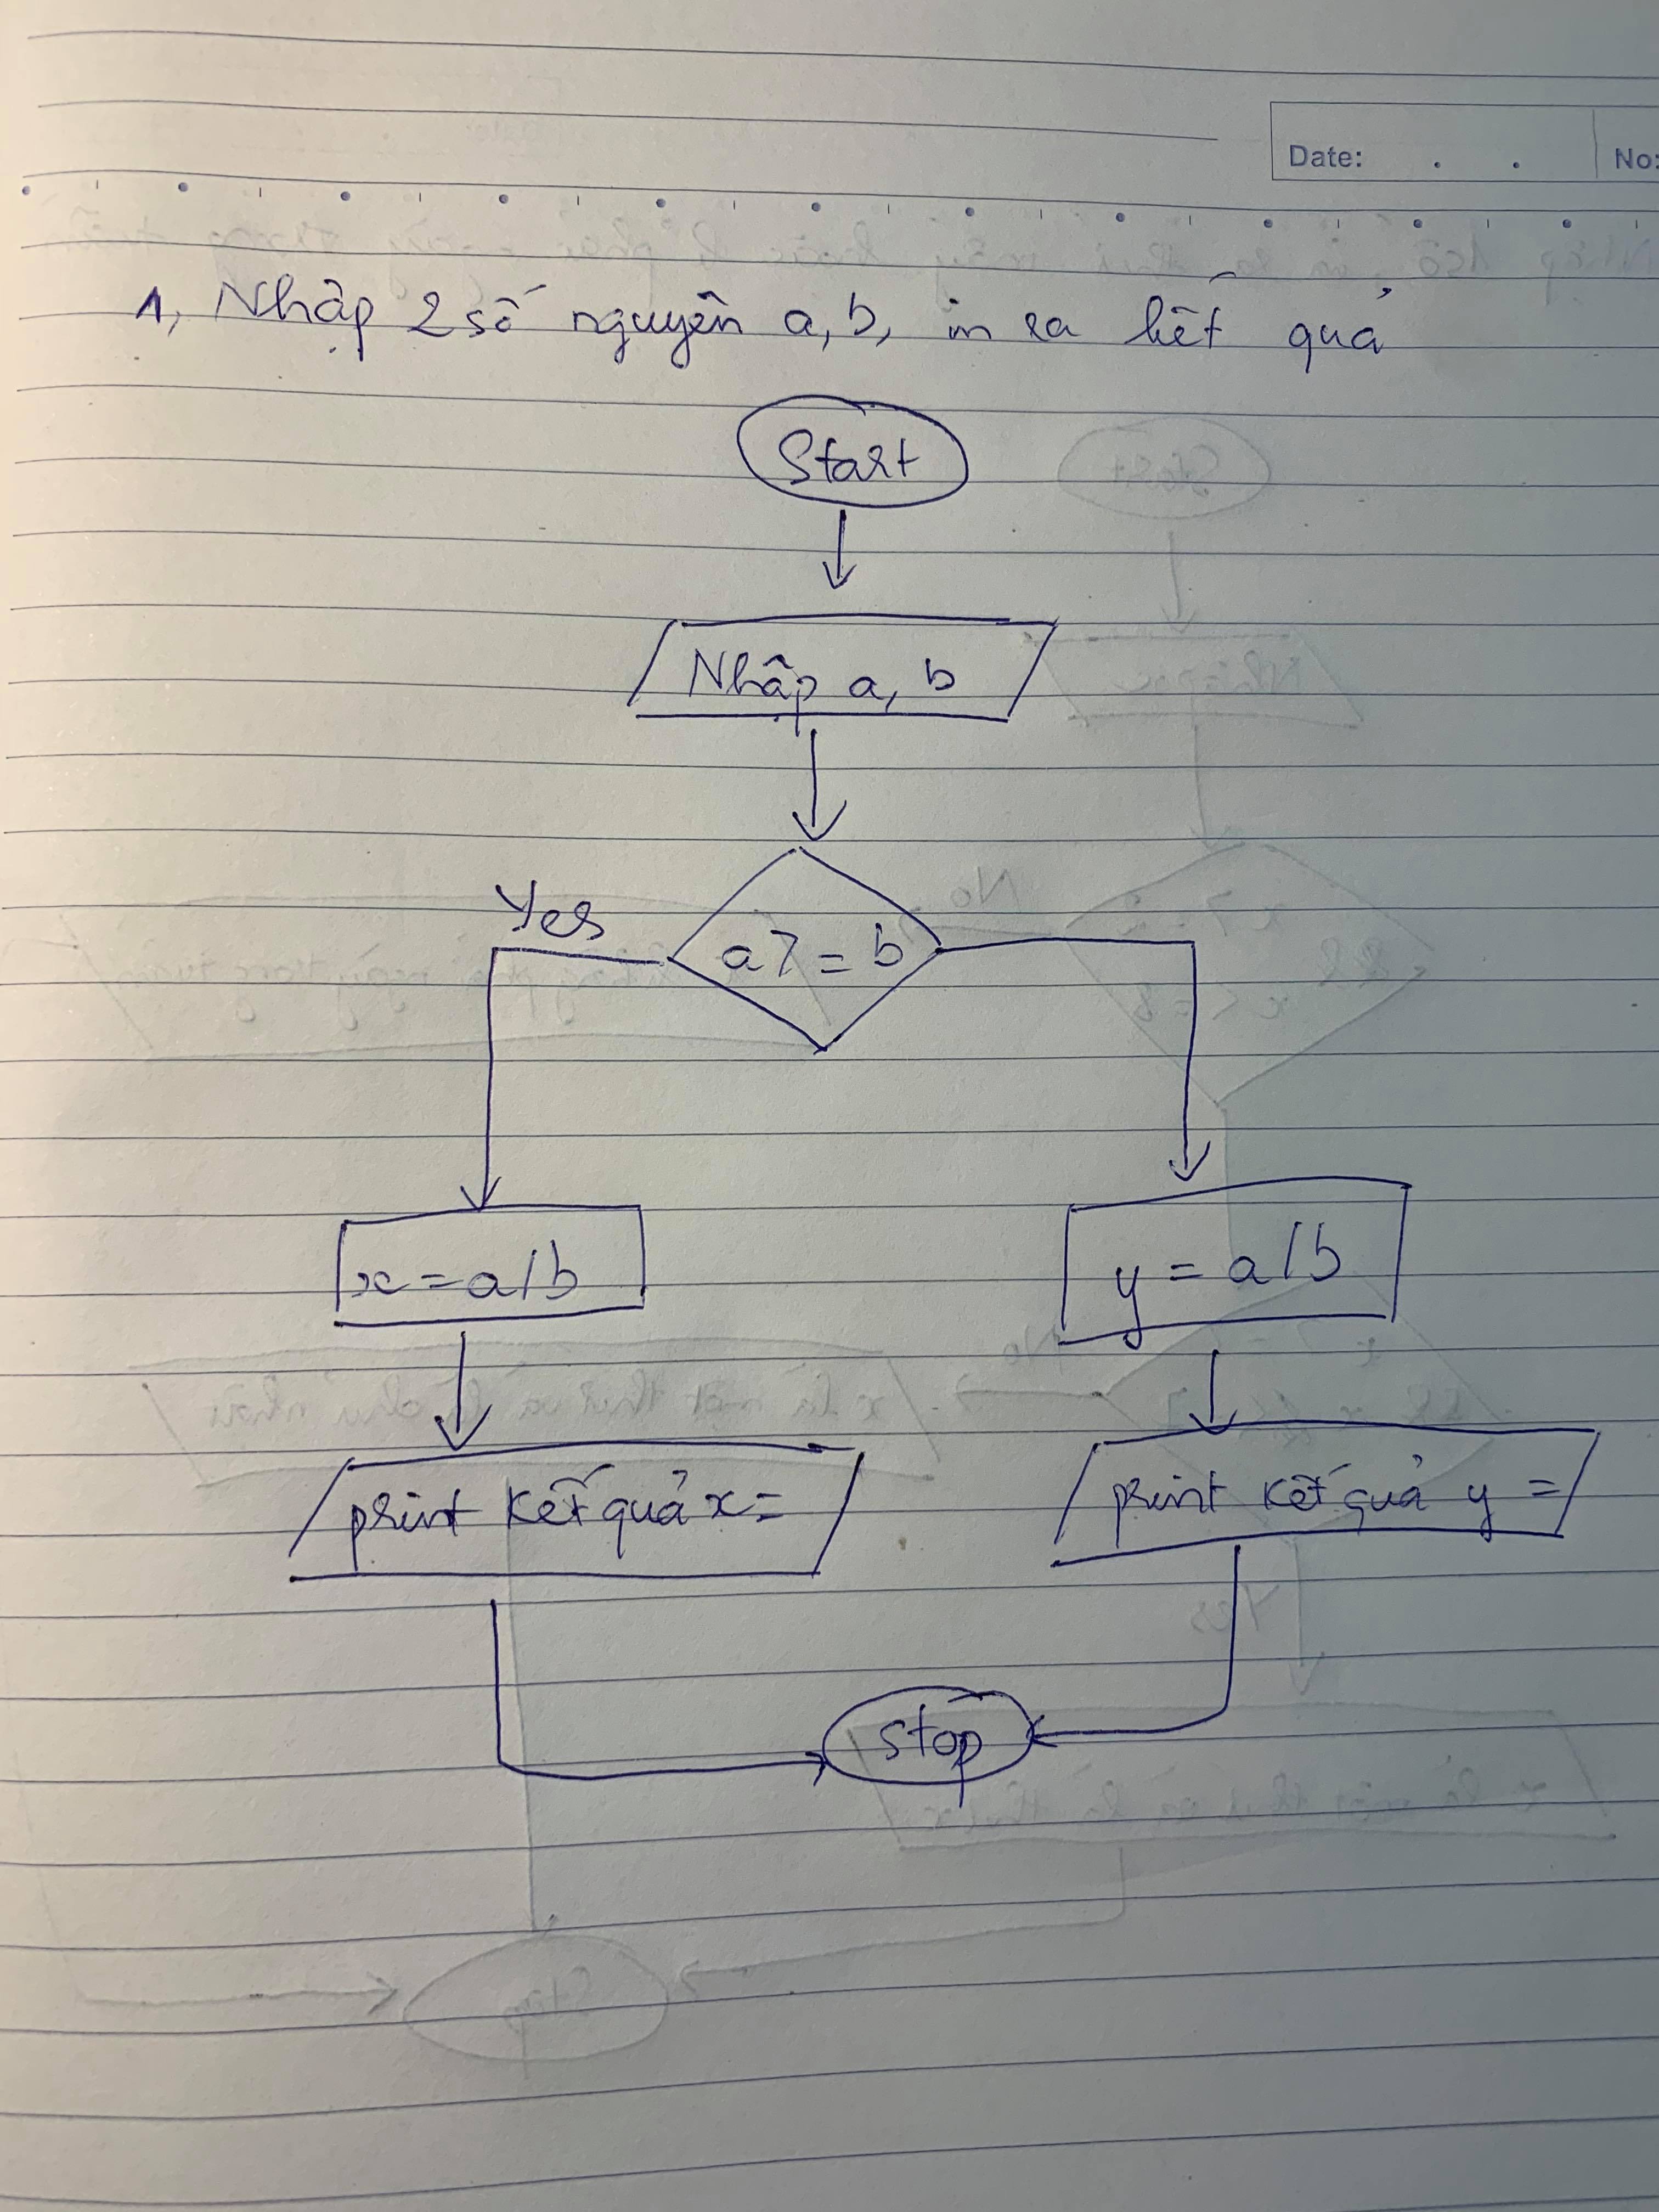 Date: . . No:
1, Nhập 2 số nguyên a, b, in ra kết quả
Start
Nhập a, b
Yes
a>=b
x=a/b
y=a/b
print kết quả x=
print kết quả y=
stop